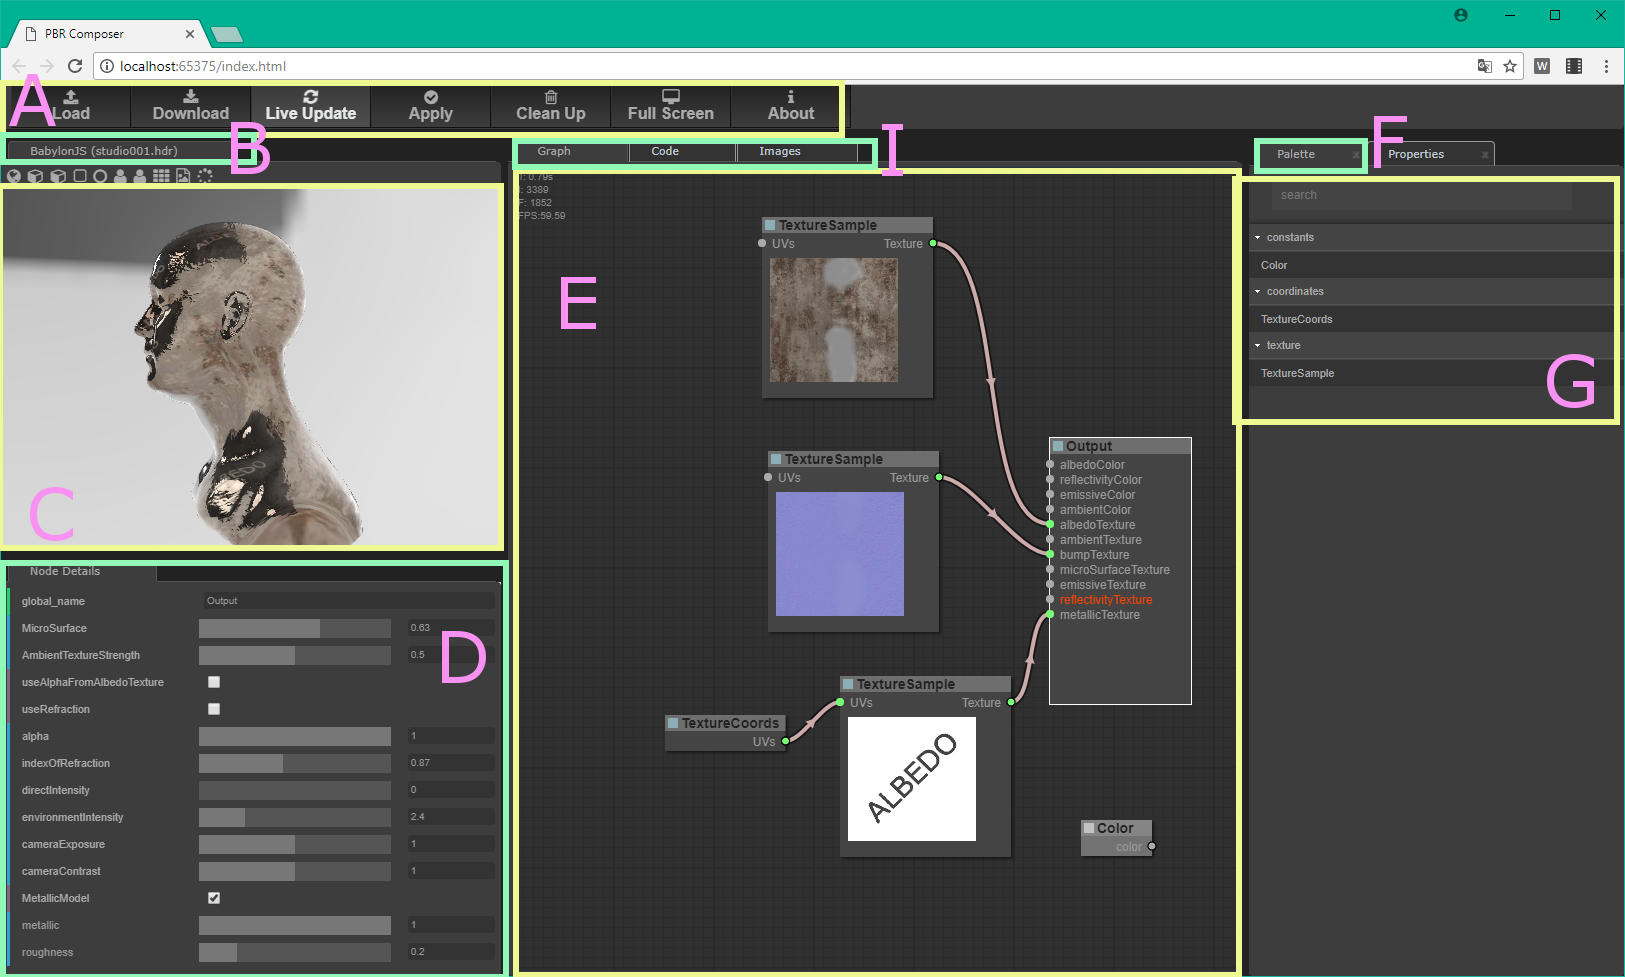 PBR Composer
localhost:65375/index.html
W
A
Load
Download
Live Update
Apply
Clean Up
Full Screen
About
BabylonJS (studio001.hdr)
B
Graph
Code
Images
I
Palette
x
F
Properties
x
: 0.79s
: 3389
F: 1852
FPS:59.59
C
E
TextureSample
UVs
Texture
TextureSample
UVs
Texture
TextureCoords
UVs
TextureSample
UVs
Texture
ALBEDO
Output
albedoColor
reflectivityColor
emissiveColor
ambientColor
albedoTexture
ambientTexture
bumpTexture
microSurfaceTexture
emissiveTexture
reflectivityTexture
metallicTexture
Color
color
search
constants
Color
coordinates
TextureCoords
texture
TextureSample
G
Node Details
global_name
Output
MicroSurface
0.63
AmbientTextureStrength
0.5
D
useAlphaFromAlbedoTexture
useRefraction
alpha
1
indexOfRefraction
0.87
directIntensity
0
environmentIntensity
2.4
cameraExposure
1
cameraContrast
1
MetallicModel
metallic
1
roughness
0.2